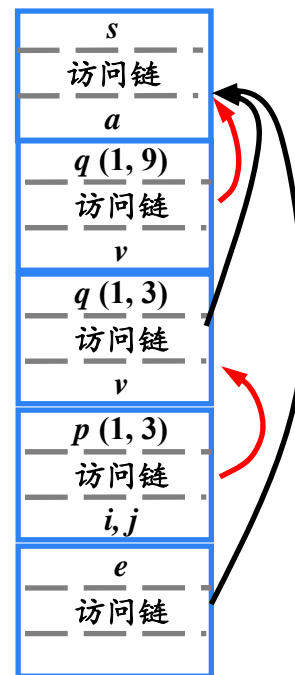 s
访问链
a
q (1, 9)
访问链
v
q (1, 3)
访问链
v
p (1, 3)
访问链
i, j
e
访问链